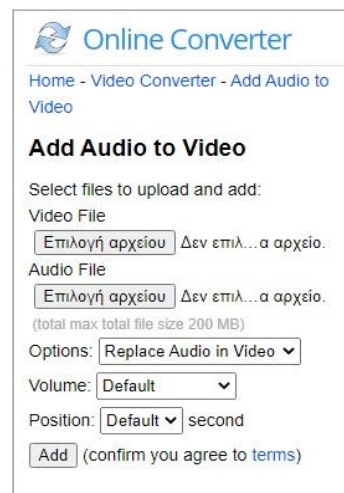 Online Converter
Home - Video Converter - Add Audio to
Video
Add Audio to Video
Select files to upload and add:
Video File
Επιλογή αρχείου Δεν επιλ...α αρχείο.
Audio File
Επιλογή αρχείου Δεν επιλ...α αρχείο.
(total max total file size 200 MB)
Options: Replace Audio in Video
Volume: Default
Position: Default second
Add (confirm you agree to terms)